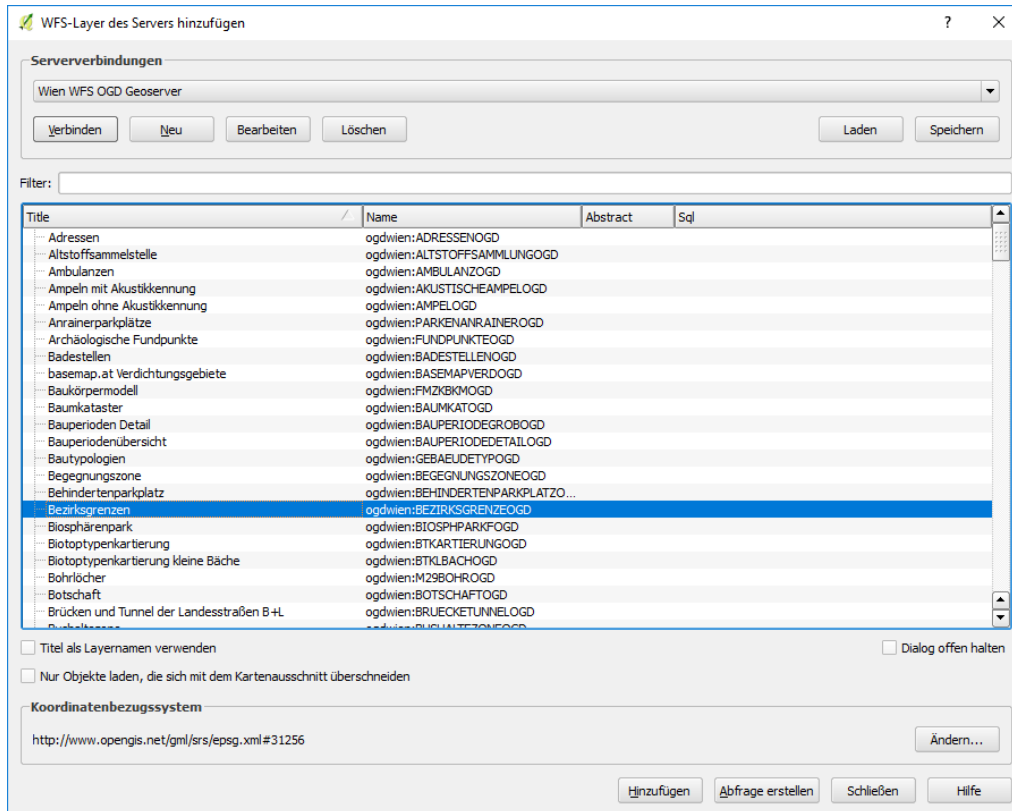 WFS-Layer des Servers hinzufügen
?
Serververbindungen
Wien WFS OGD Geoserver
Verbinden Neu Bearbeiten Löschen Laden Speichern
Filter:
Title Name Abstract Sql
Adressen ogdwien:ADRESSENOGD
Altstoffsammelstelle ogdwien:ALTSTOFFSAMMLUNGOGD
Ambulanzen ogdwien:AMBULANZOGD
Ampeln mit Akustikkennung ogdwien:AKUSTISCHEAMPELOGD
Ampeln ohne Akustikkennung ogdwien:AMPELOGD
Anrainerparkplätze ogdwien:PARKENANRAINEROGD
Archäologische Fundpunkte ogdwien:FUNDPUNKTEOGD
Badestellen ogdwien:BADESTELLENOGD
basemap.at Verdichtungsgebiete ogdwien:BASEMAPVERDOGD
Baukörpermodell ogdwien:FMZKBKMOGD
Baumkataster ogdwien:BAUMKATOGD
Bauperioden Detail ogdwien:BAUPERIODEGROBOGD
Bauperiodenübersicht ogdwien:BAUPERIODEDETAILOGD
Bautypologien ogdwien:GEBAEUDETYPOGD
Begegnungszone ogdwien:BEGEGNUNGSZONEOGD
Behindertenparkplatz ogdwien:BEHINDERTENPARKPLATZO...
Bezirksgrenzen ogdwien:BEZIRKSGRENZEOGD
Biosphärenpark ogdwien:BIOSPHPARKFOGD
Biotoptypenkartierung ogdwien:BTKARTIERUNGOGD
Biotoptypenkartierung kleine Bäche ogdwien:BTKLBACHOGD
Bohrlöcher ogdwien:M29BOHROGD
Botschaft ogdwien:BOTSCHAFTOGD
Brücken und Tunnel der Landesstraßen B+L ogdwien:BRUECKETUNNELOGD
Titel als Layernamen verwenden Dialog offen halten
Nur Objekte laden, die sich mit dem Kartenausschnitt überschneiden
Koordinatenbezugssystem
http://www.opengis.net/gml/srs/epsg.xml#31256 Ändern...
Hinzufügen Abfrage erstellen Schließen Hilfe